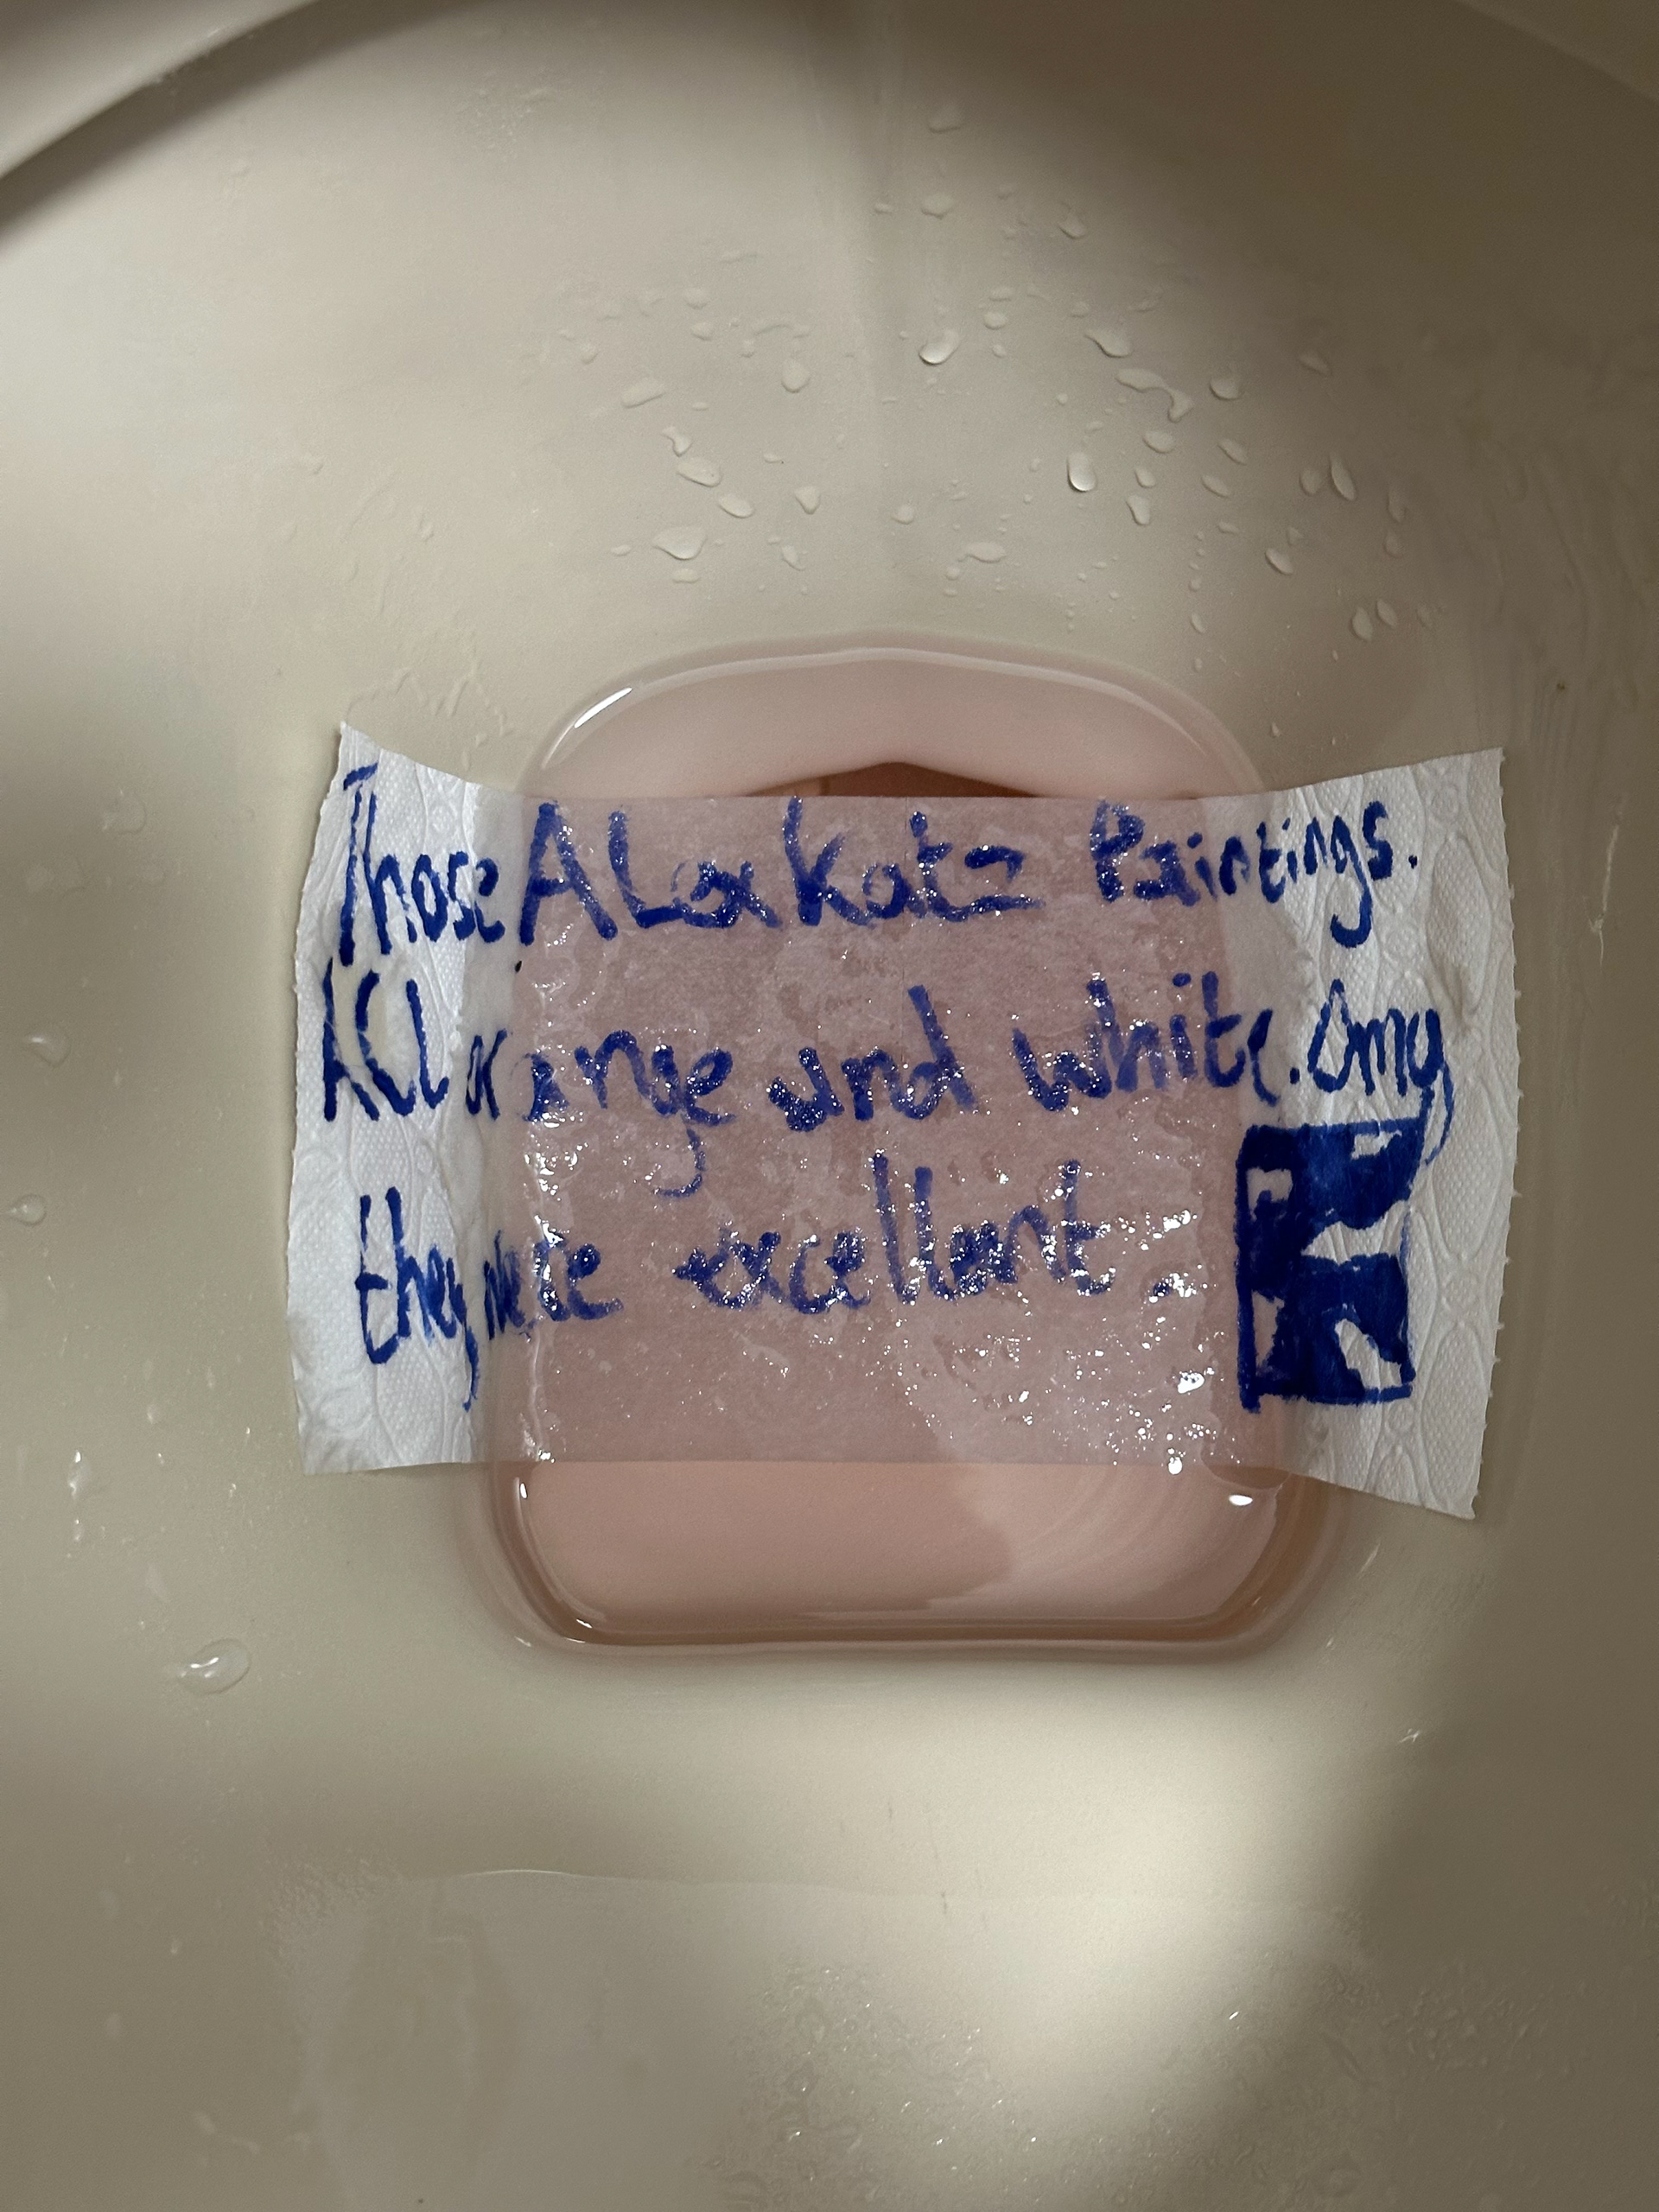 Those Alex Katz Paintings.
All orange and white. Omg
they were excellent.